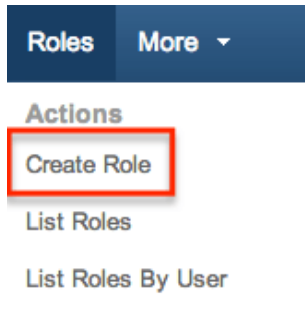 Roles More
Actions
Create Role
List Roles
List Roles By User